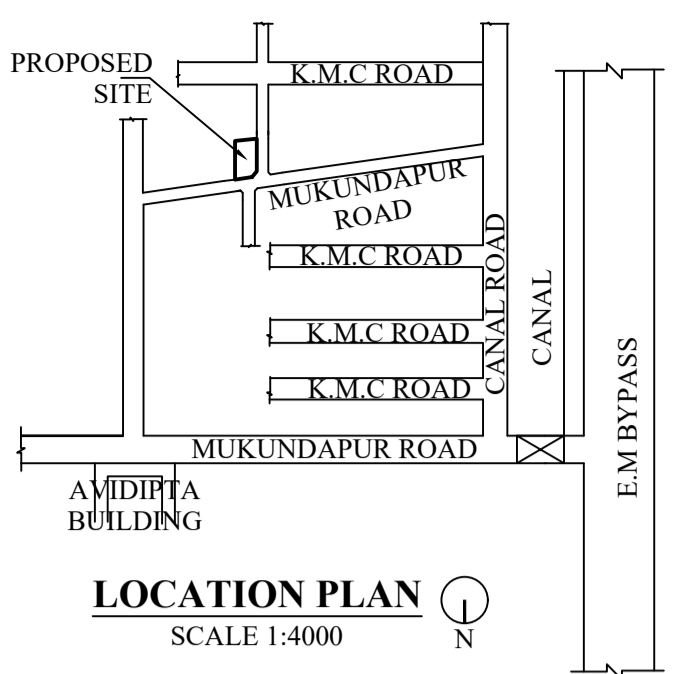 PROPOSED
SITE
K.M.C ROAD
MUKUNDAPUR
ROAD
K.M.C ROAD
CANAL ROAD
CANAL
K.M.C ROAD
E.M BYPASS
K.M.C ROAD
MUKUNDAPUR ROAD
AVIDIPTA
BUILDING
LOCATION PLAN
SCALE 1:4000
N